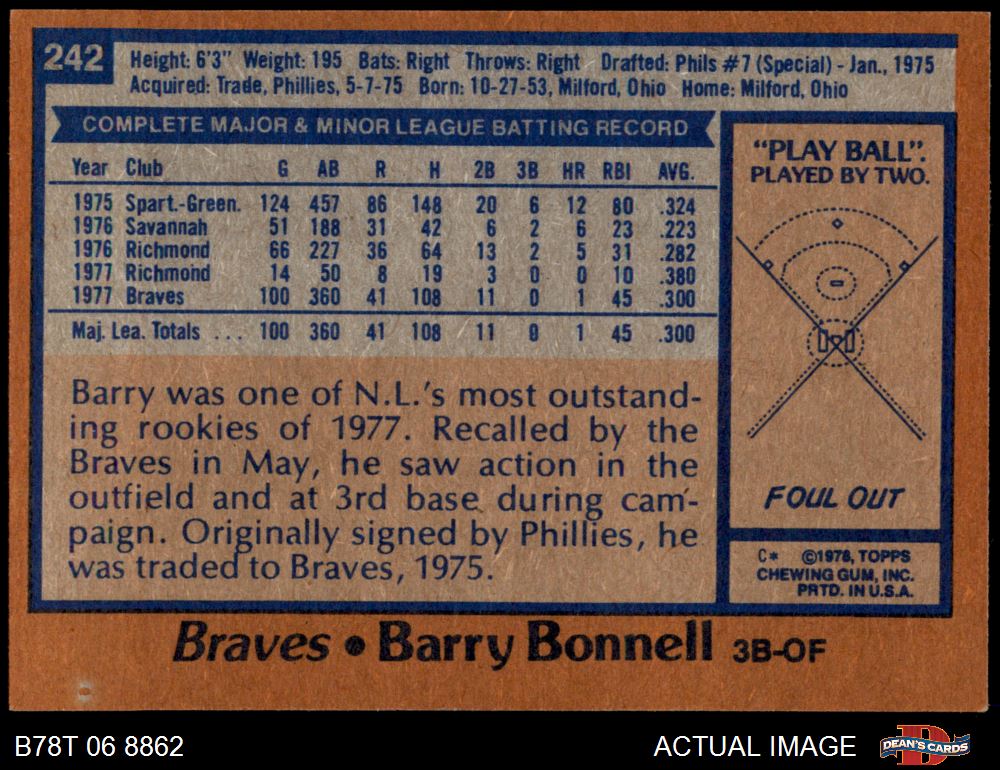 242
Height: 6'3" Weight: 195 Bats: Right Throws: Right Drafted: Phils #7 (Special) - Jan., 1975
Acquired: Trade, Phillies, 5-7-75 Born: 10-27-53, Milford, Ohio Home: Milford, Ohio
COMPLETE MAJOR & MINOR LEAGUE BATTING RECORD
Year Club G AB R H 2B 3B HR RBI AVG.
1975 Spart.-Green. 124 457 86 148 20 6 12 80 .324
1976 Savannah 51 188 31 42 6 2 6 23 .223
1976 Richmond 66 227 36 64 13 2 5 31 .282
1977 Richmond 14 50 8 19 3 0 0 10 .380
1977 Braves 100 360 41 108 11 0 1 45 .300
Maj. Lea. Totals ... 100 360 41 108 11 0 1 45 .300
Barry was one of N.L.'s most outstand-
ing rookies of 1977. Recalled by the
Braves in May, he saw action in the
outfield and at 3rd base during cam-
paign. Originally signed by Phillies, he
was traded to Braves, 1975.
"PLAY BALL".
PLAYED BY TWO.
FOUL OUT
C* ©1978, TOPPS
CHEWING GUM, INC.
PRTD. IN U.S.A.
Braves • Barry Bonnell 3B-OF
B78T 06 8862
ACTUAL IMAGE
DEAN'S CARDS